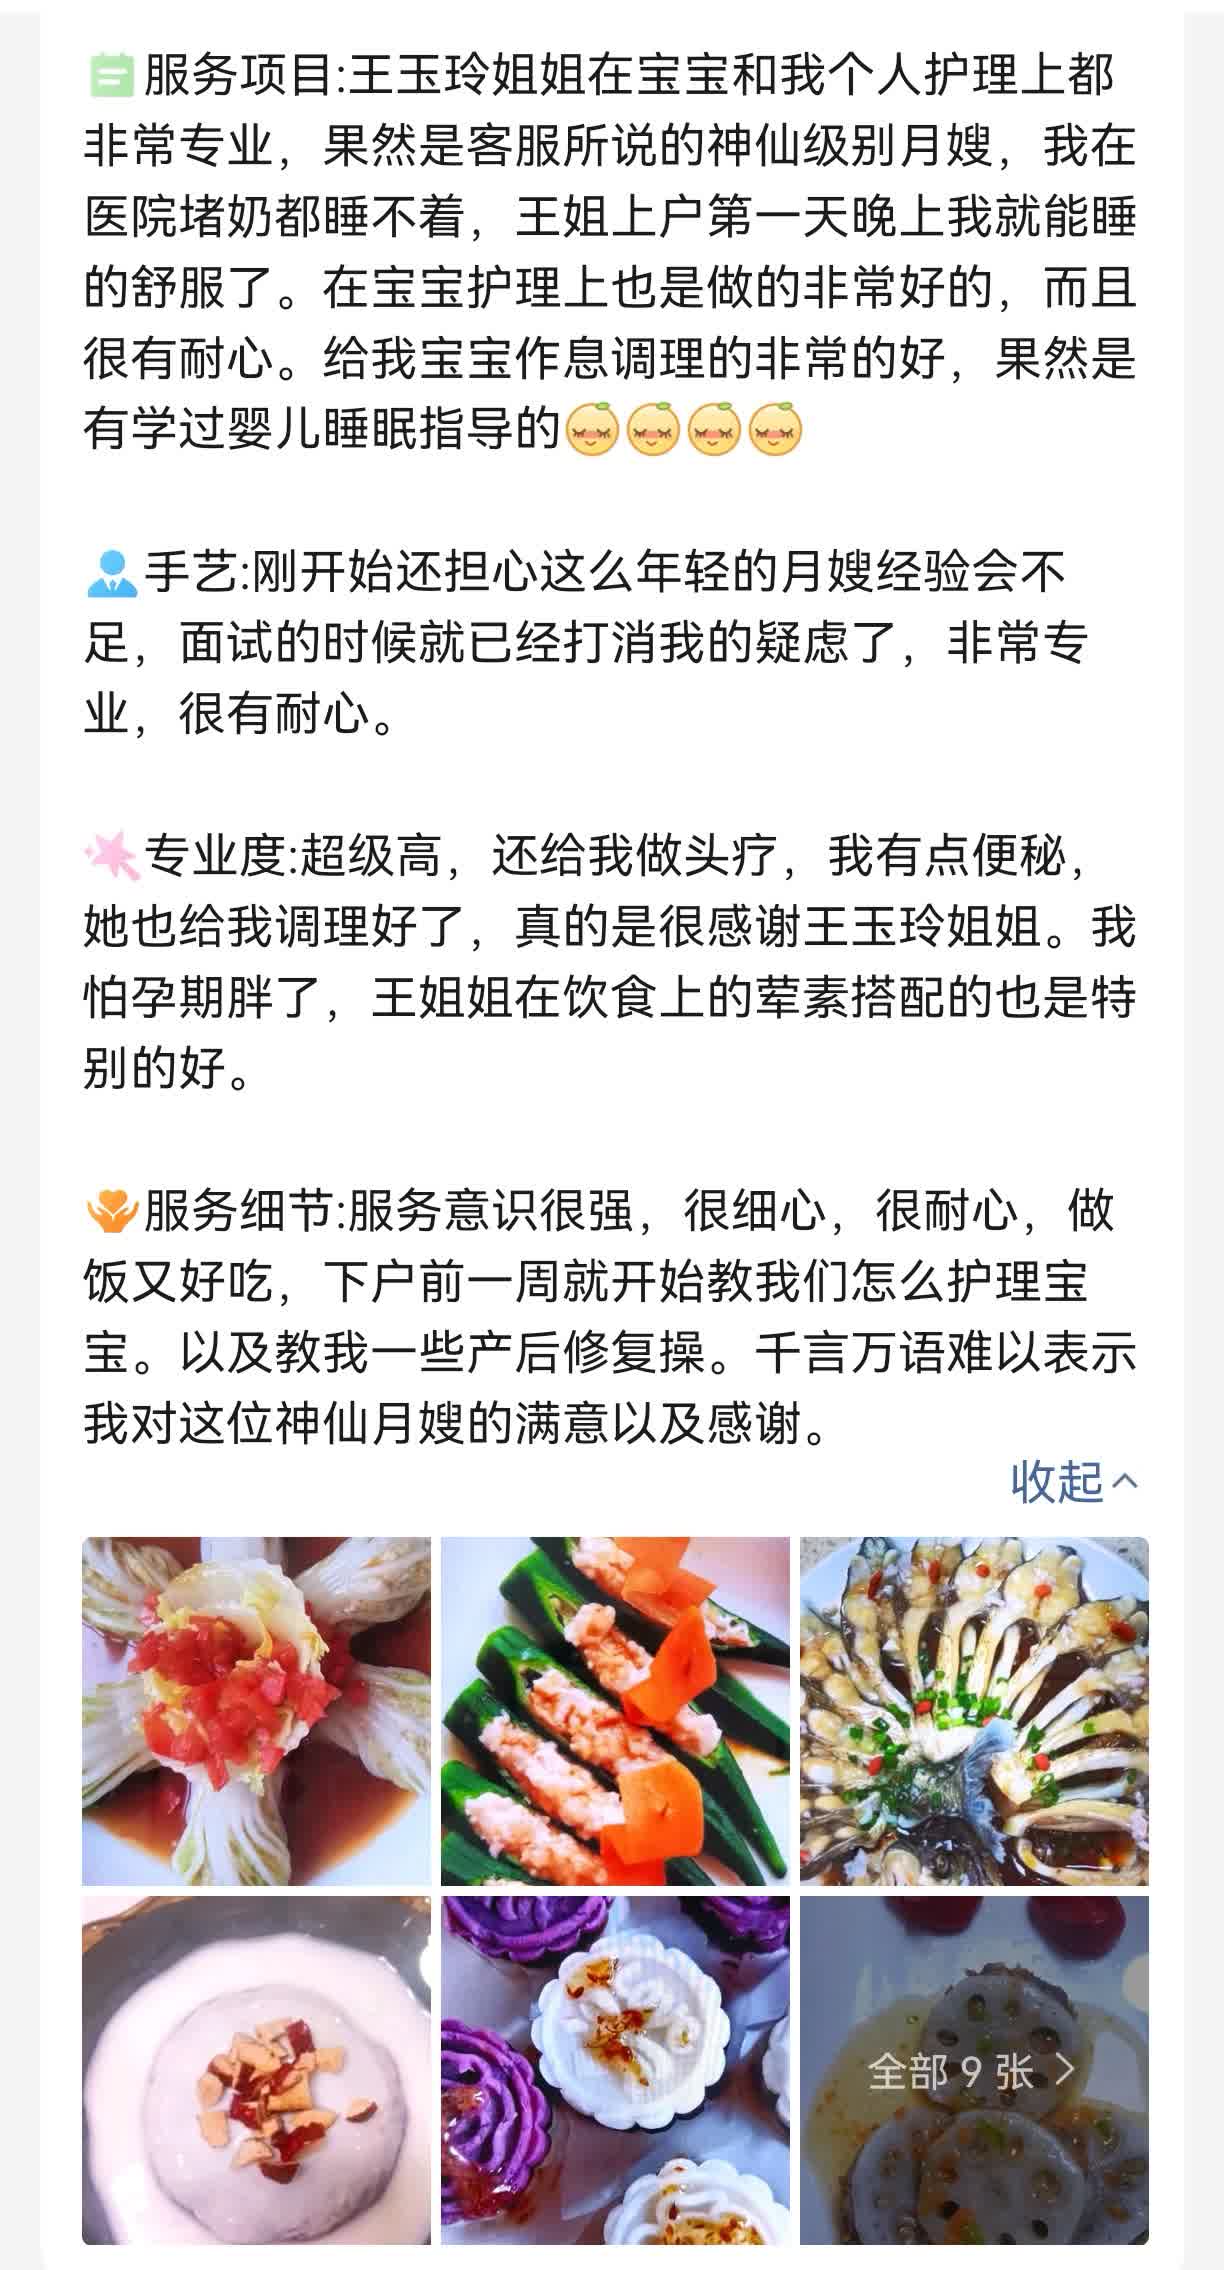 服务项目:王玉玲姐姐在宝宝和我个人护理上都
非常专业，果然是客服所说的神仙级别月嫂，我在
医院堵奶都睡不着，王姐上户第一天晚上我就能睡
的舒服了。在宝宝护理上也是做的非常好的，而且
很有耐心。给我宝宝作息调理的非常的好，果然是
有学过婴儿睡眠指导的
手艺:刚开始还担心这么年轻的月嫂经验会不
足，面试的时候就已经打消我的疑虑了，非常专
业，很有耐心。
专业度:超级高，还给我做头疗，我有点便秘，
她也给我调理好了，真的是很感谢王玉玲姐姐。我
怕孕期胖了，王姐姐在饮食上的荤素搭配的也是特
别的好。
服务细节:服务意识很强，很细心，很耐心，做
饭又好吃，下户前一周就开始教我们怎么护理宝
宝。以及教我一些产后修复操。千言万语难以表示
我对这位神仙月嫂的满意以及感谢。
收起
全部 9 张